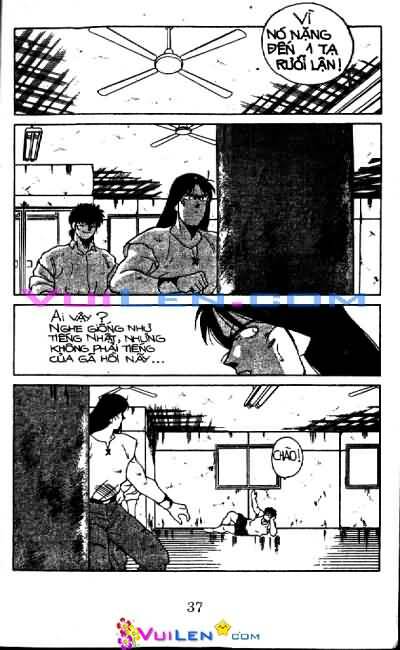 VÌ
NÓ NẶNG
ĐẾN 1 TẠ
RƯỠI LẬN!
VuiLen.com
AI VẬY?
NGHE GIỐNG NHƯ
TIẾNG NHẬT, NHƯNG
KHÔNG PHẢI TIẾNG
CỦA GÃ HỒI NÃY...
CHÀO!
37
VuiLen.com